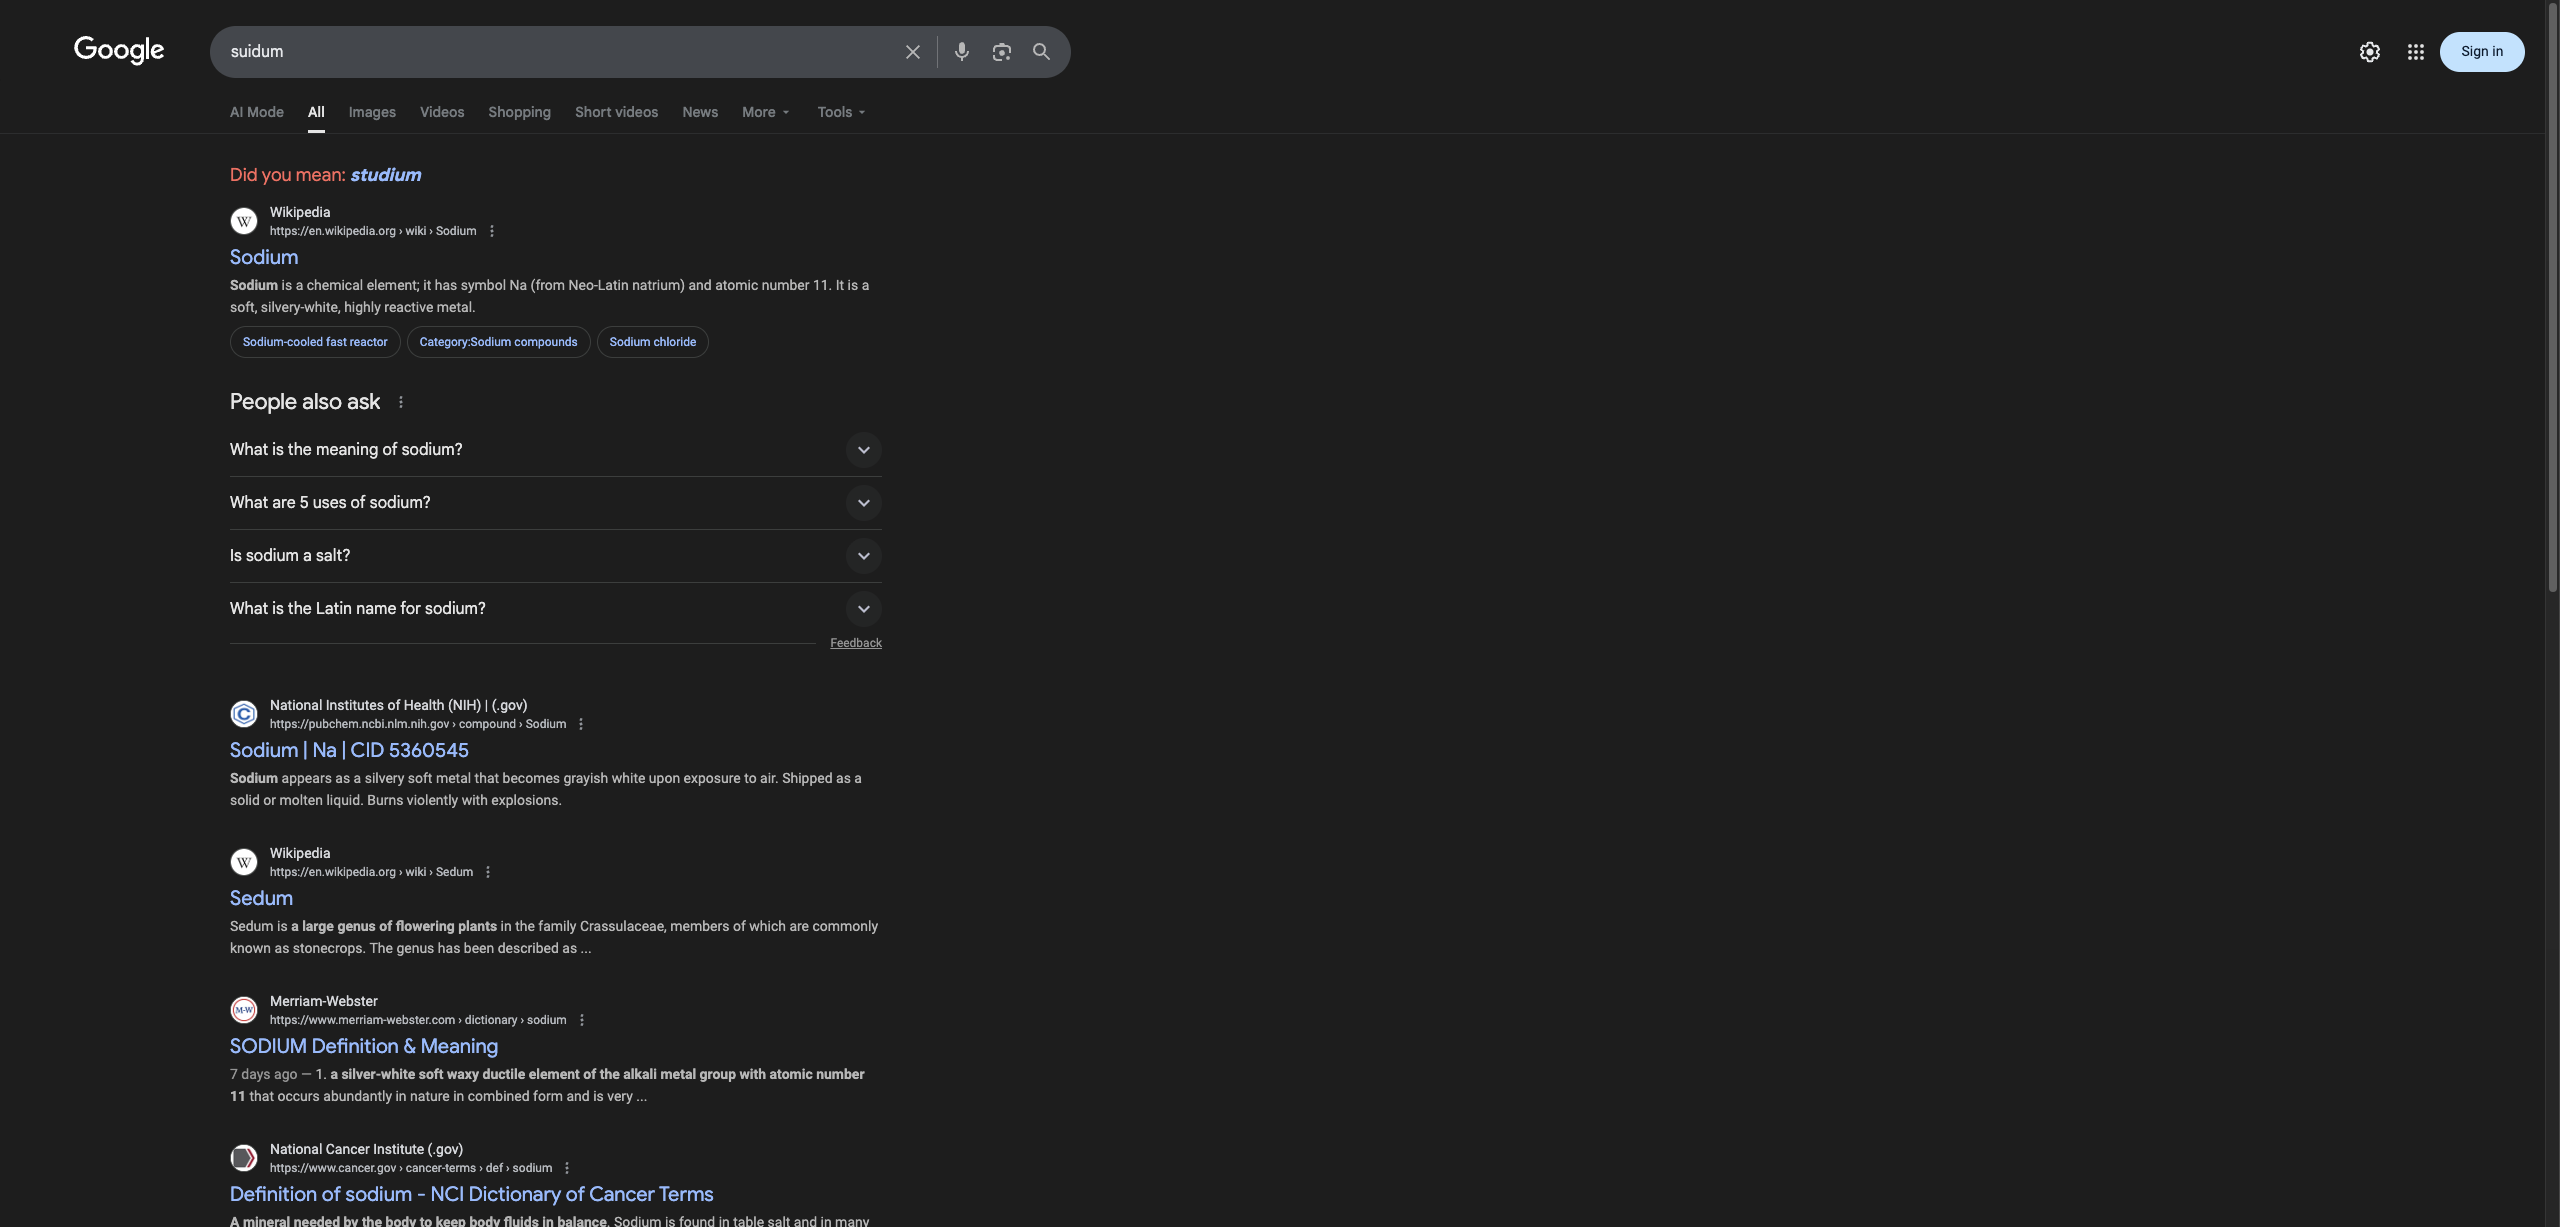 Google
suidum
Sign in
AI Mode All Images Videos Shopping Short videos News More Tools
Did you mean: studium
W
Wikipedia
https://en.wikipedia.org › wiki › Sodium
Sodium
Sodium is a chemical element; it has symbol Na (from Neo-Latin natrium) and atomic number 11. It is a
soft, silvery-white, highly reactive metal.
Sodium-cooled fast reactor Category:Sodium compounds Sodium chloride
People also ask
What is the meaning of sodium?
What are 5 uses of sodium?
Is sodium a salt?
What is the Latin name for sodium?
Feedback
C
National Institutes of Health (NIH) | (.gov)
https://pubchem.ncbi.nlm.nih.gov › compound › Sodium
Sodium | Na | CID 5360545
Sodium appears as a silvery soft metal that becomes grayish white upon exposure to air. Shipped as a
solid or molten liquid. Burns violently with explosions.
W
Wikipedia
https://en.wikipedia.org › wiki › Sedum
Sedum
Sedum is a large genus of flowering plants in the family Crassulaceae, members of which are commonly
known as stonecrops. The genus has been described as ...
M-W
Merriam-Webster
https://www.merriam-webster.com › dictionary › sodium
SODIUM Definition & Meaning
7 days ago — 1. a silver-white soft waxy ductile element of the alkali metal group with atomic number
11 that occurs abundantly in nature in combined form and is very ...
National Cancer Institute (.gov)
https://www.cancer.gov › cancer-terms › def › sodium
Definition of sodium - NCI Dictionary of Cancer Terms
A mineral needed by the body to keep body fluids in balance. Sodium is found in table salt and in many